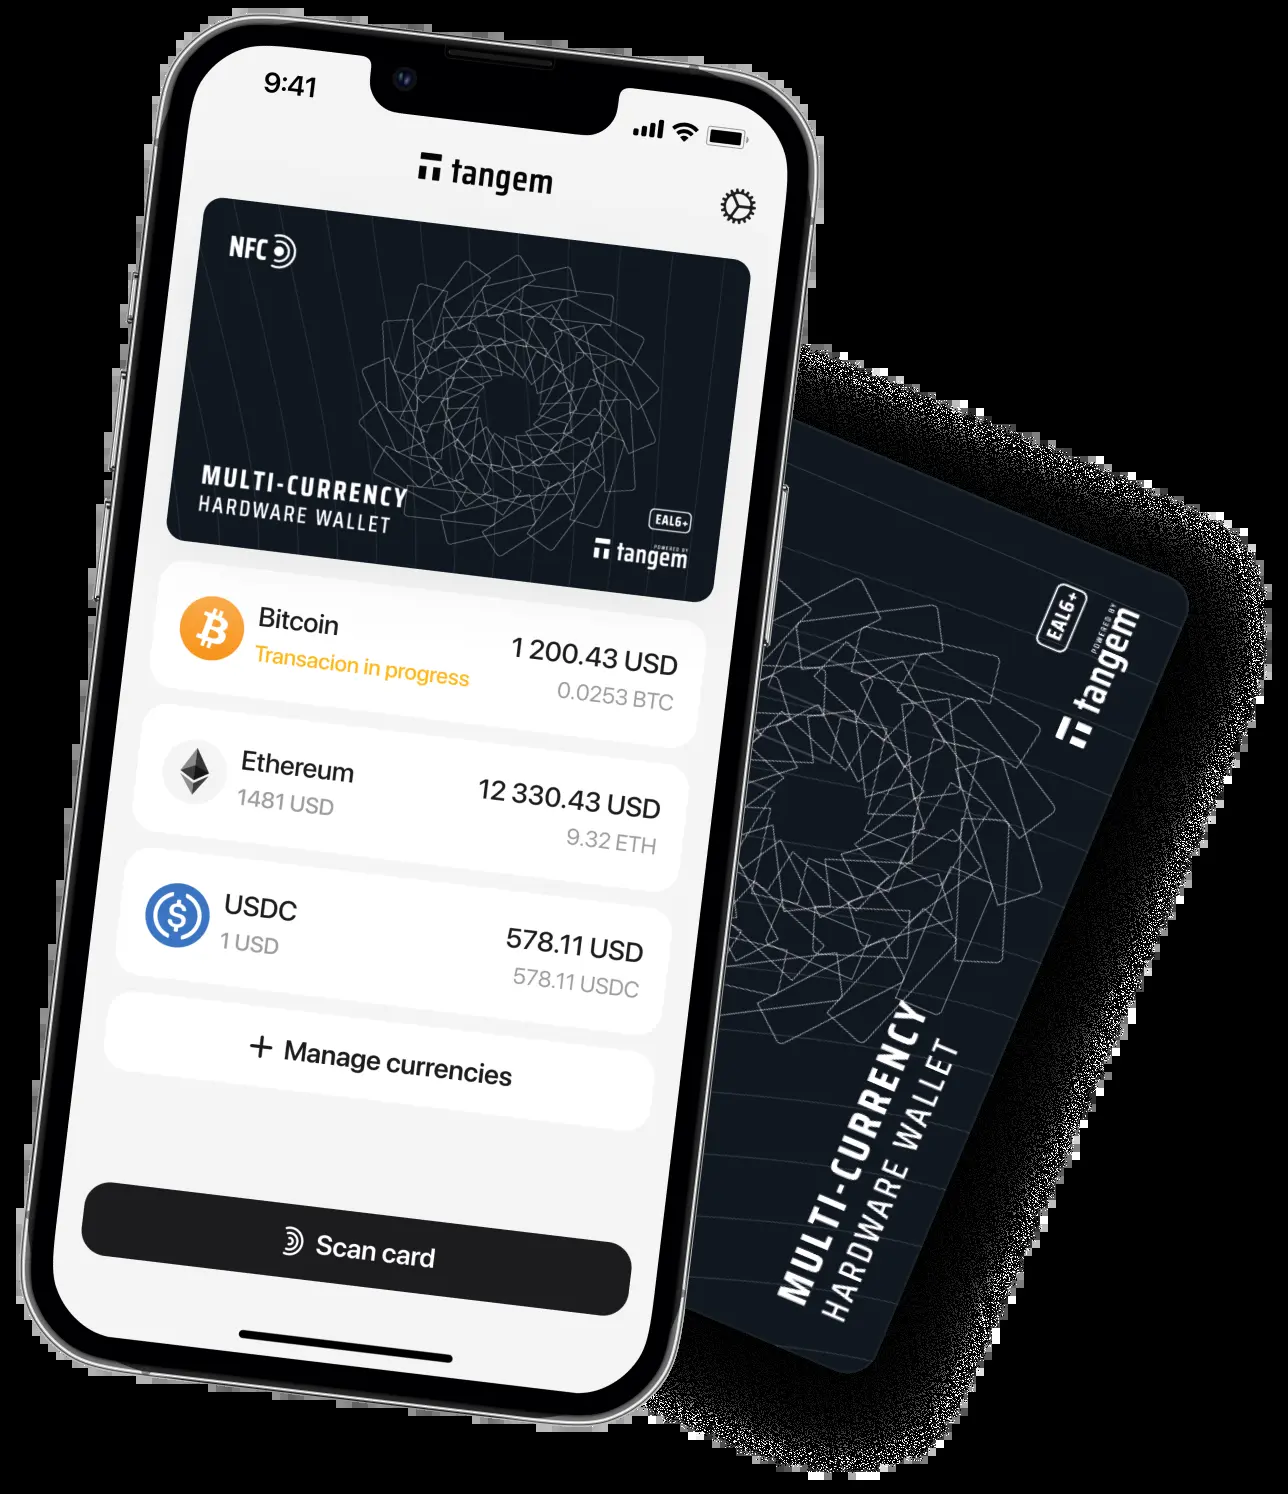 9:41
tangem
NFC
MULTI-CURRENCY
HARDWARE WALLET
EAL6+
POWERED BY
tangem
Bitcoin
Transacion in progress
1 200.43 USD
0.0253 BTC
Ethereum
1481 USD
12 330.43 USD
9.32 ETH
USDC
1 USD
578.11 USD
578.11 USDC
+ Manage currencies
Scan card
EAL6+
POWERED BY
tangem
MULTI-CURRENCY
HARDWARE WALLET